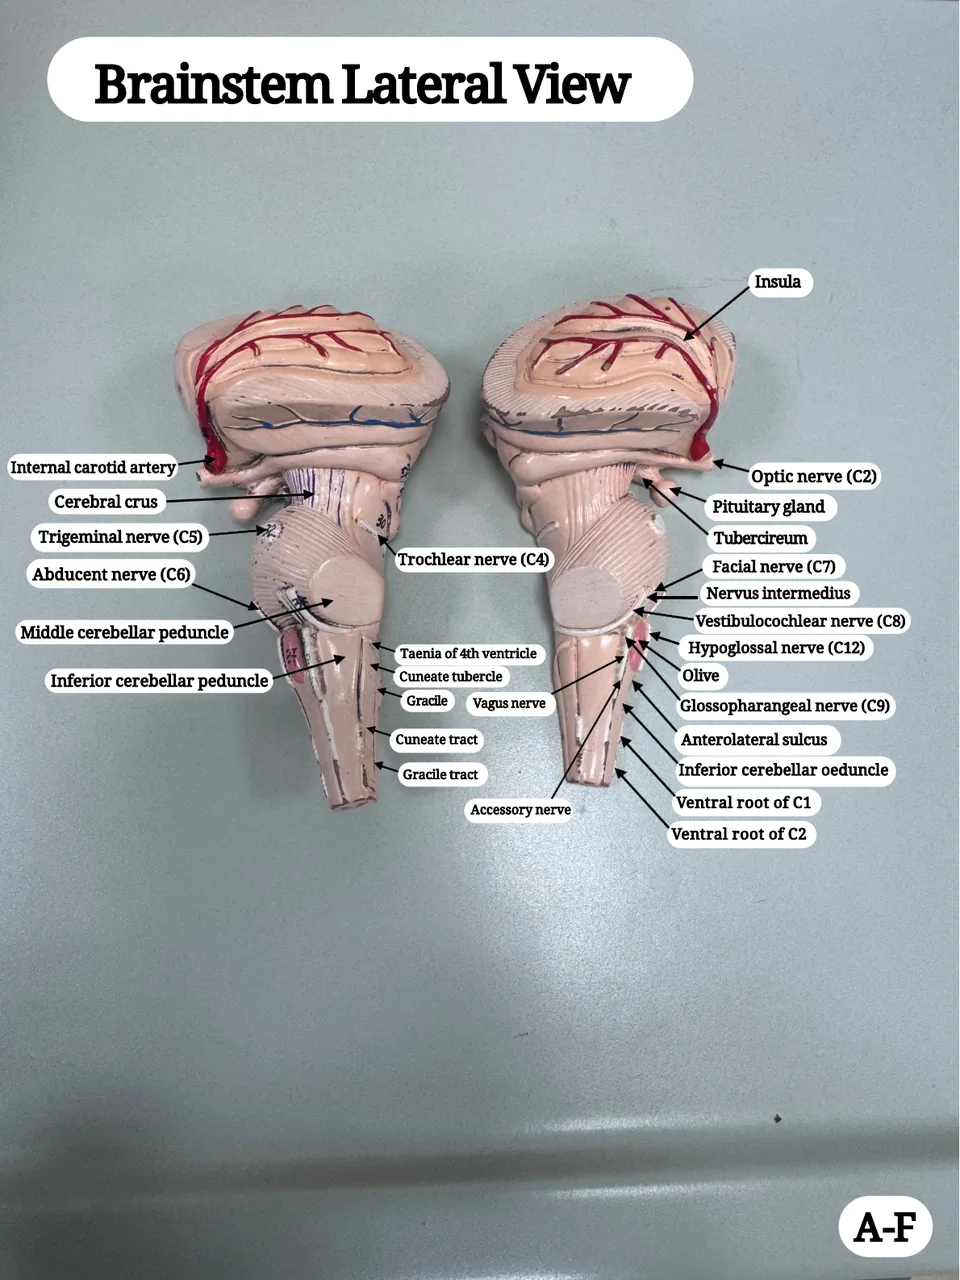 Brainstem Lateral View
Insula
Internal carotid artery
Cerebral crus
Trigeminal nerve (C5)
Abducent nerve (C6)
Middle cerebellar peduncle
Inferior cerebellar peduncle
Trochlear nerve (C4)
Taenia of 4th ventricle
Cuneate tubercle
Gracile
Cuneate tract
Gracile tract
Optic nerve (C2)
Pituitary gland
Tubercireum
Facial nerve (C7)
Nervus intermedius
Vestibulocochlear nerve (C8)
Hypoglossal nerve (C12)
Olive
Vagus nerve
Glossopharangeal nerve (C9)
Anterolateral sulcus
Inferior cerebellar oeduncle
Ventral root of C1
Accessory nerve
Ventral root of C2
A-F